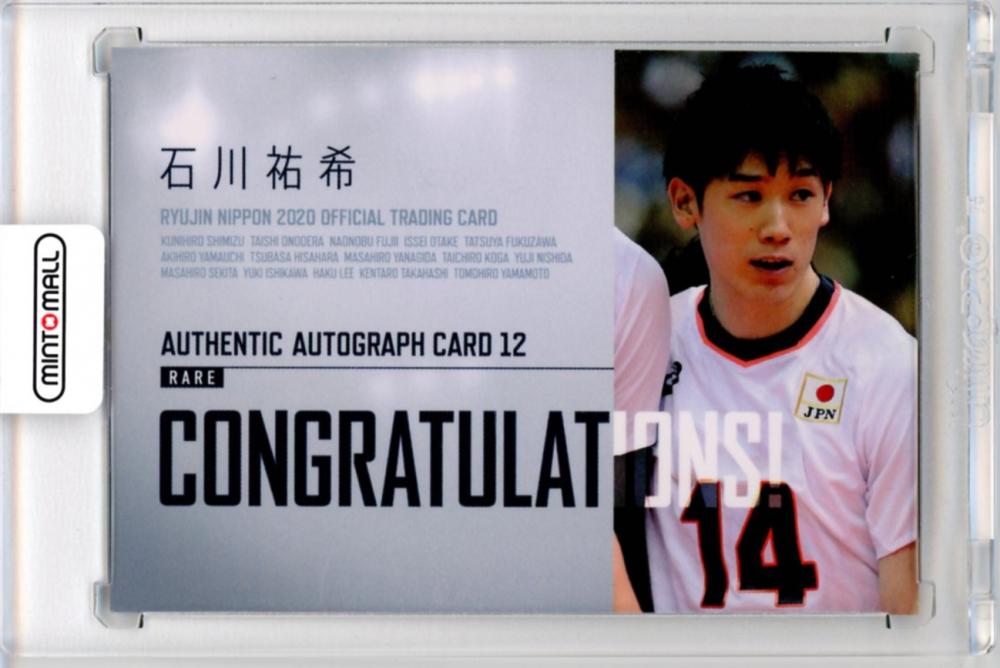 石川祐希
RYUJIN NIPPON 2020 OFFICIAL TRADING CARD
KUNIHIRO SHIMIZU TAISHI ONODERA NAONOBU FUJII ISSEI OTAKE TATSUYA FUKUZAWA
AKIHIRO YAMAUCHI TSUBASA HISAHARA MASAHIRO YANAGIDA TAICHIRO KOGA YUJI NISHIDA
MASAHIRO SEKITA YUKI ISHIKAWA HAKU LEE KENTARO TAKAHASHI TOMOHIRO YAMAMOTO
AUTHENTIC AUTOGRAPH CARD 12
RARE
CONGRATULATIONS!
JPN
14
MINTOMALL